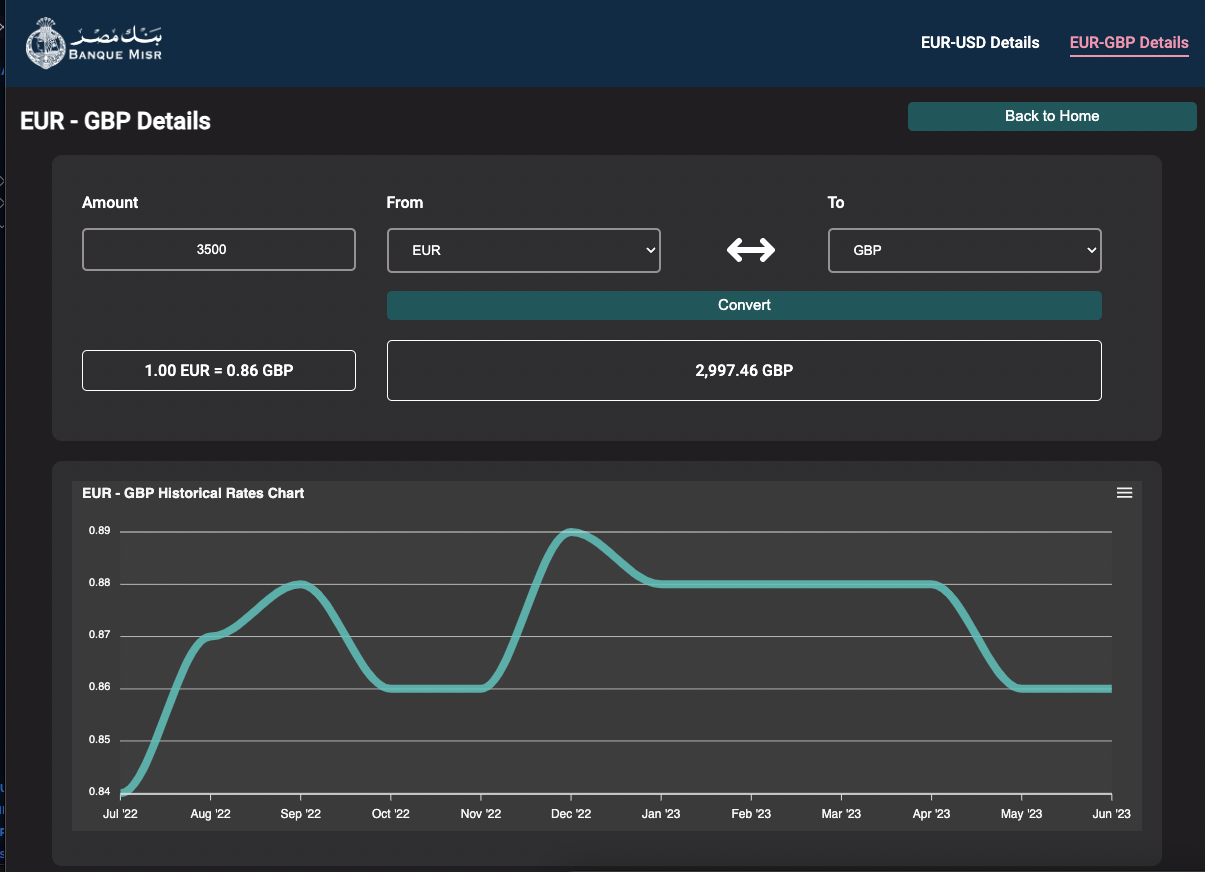 بنك مصر
BANQUE MISR
EUR-USD Details
EUR-GBP Details
EUR - GBP Details
Back to Home
Amount
From
To
3500
EUR
GBP
Convert
1.00 EUR = 0.86 GBP
2,997.46 GBP
EUR - GBP Historical Rates Chart
0.89
0.88
0.87
0.86
0.85
0.84
Jul '22 Aug '22 Sep '22 Oct '22 Nov '22 Dec '22 Jan '23 Feb '23 Mar '23 Apr '23 May '23 Jun '23